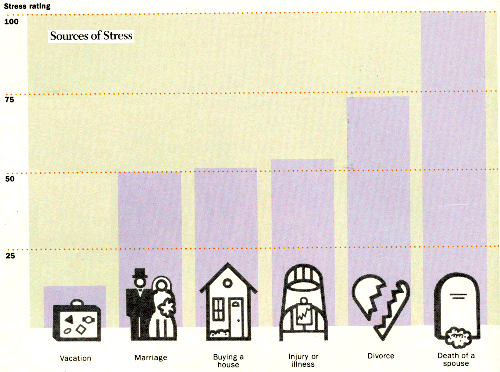 Stress rating
100
Sources of Stress
75
50
25
Vacation
Marriage
Buying a
house
Injury or
illness
Divorce
Death of a
spouse